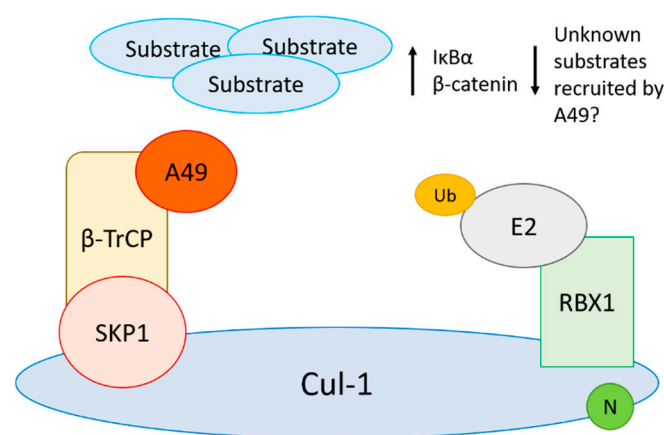 Substrate
Substrate
Substrate
IκBα
β-catenin
Unknown
substrates
recruited by
A49?
A49
β-TrCP
SKP1
Ub
E2
RBX1
Cul-1
N